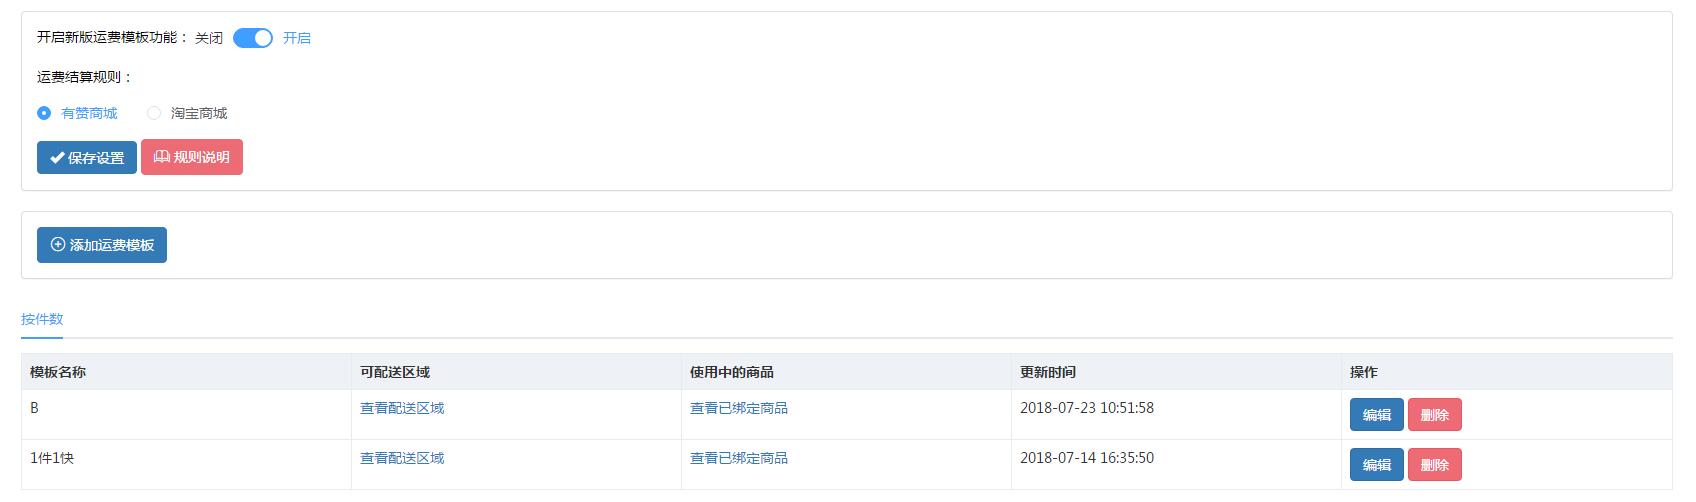 开启新版运费模板功能： 关闭 开启
运费结算规则：
有赞商城 淘宝商城
保存设置 规则说明
添加运费模板
按件数
模板名称 可配送区域 使用中的商品 更新时间 操作
B 查看配送区域 查看已绑定商品 2018-07-23 10:51:58 编辑 删除
1件1快 查看配送区域 查看已绑定商品 2018-07-14 16:35:50 编辑 删除